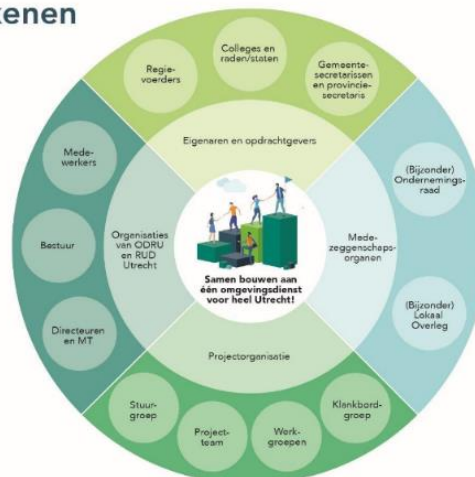 Regie-
voerders
Colleges en
raden/staten
Gemeente-
secretarissen
en provincie-
secretaris
Eigenaren en opdrachtgevers
Mede-
werkers
Bestuur
Directeuren
en MT
Organisaties
van ODRU
en RUD
Utrecht
Samen bouwen aan
één omgevingsdienst
voor heel Utrecht!
Mede-
zeggenschaps-
organen
(Bijzonder)
Ondernemings-
raad
(Bijzonder)
Lokaal
Overleg
Projectorganisatie
Stuur-
groep
Project-
team
Werk-
groepen
Klankbord-
groep